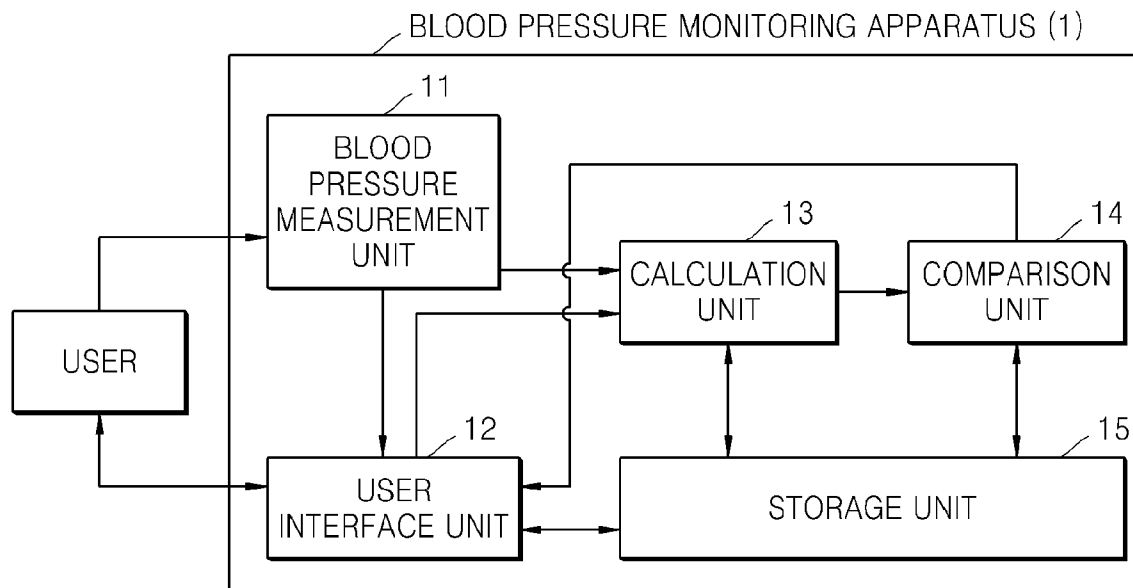 BLOOD PRESSURE MONITORING APPARATUS (1)
11
BLOOD
PRESSURE
MEASUREMENT
UNIT
13
CALCULATION
UNIT
14
COMPARISON
UNIT
USER
12
USER
INTERFACE UNIT
15
STORAGE UNIT